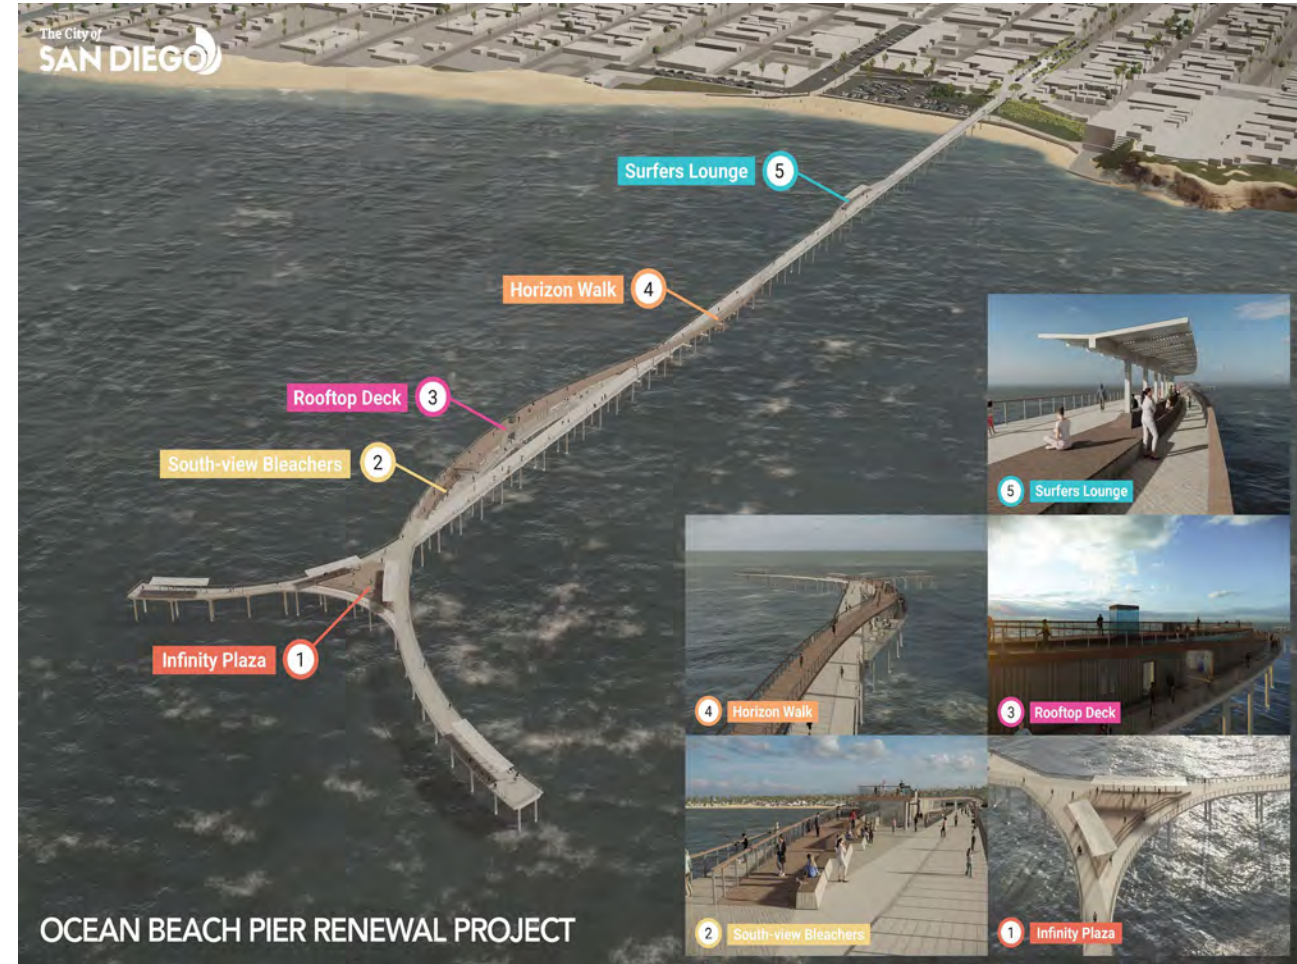 The City of
SAN DIEGO
Surfers Lounge 5
Horizon Walk 4
Rooftop Deck 3
South-view Bleachers 2
Infinity Plaza 1
5 Surfers Lounge
4 Horizon Walk
3 Rooftop Deck
2 South-view Bleachers
1 Infinity Plaza
OCEAN BEACH PIER RENEWAL PROJECT